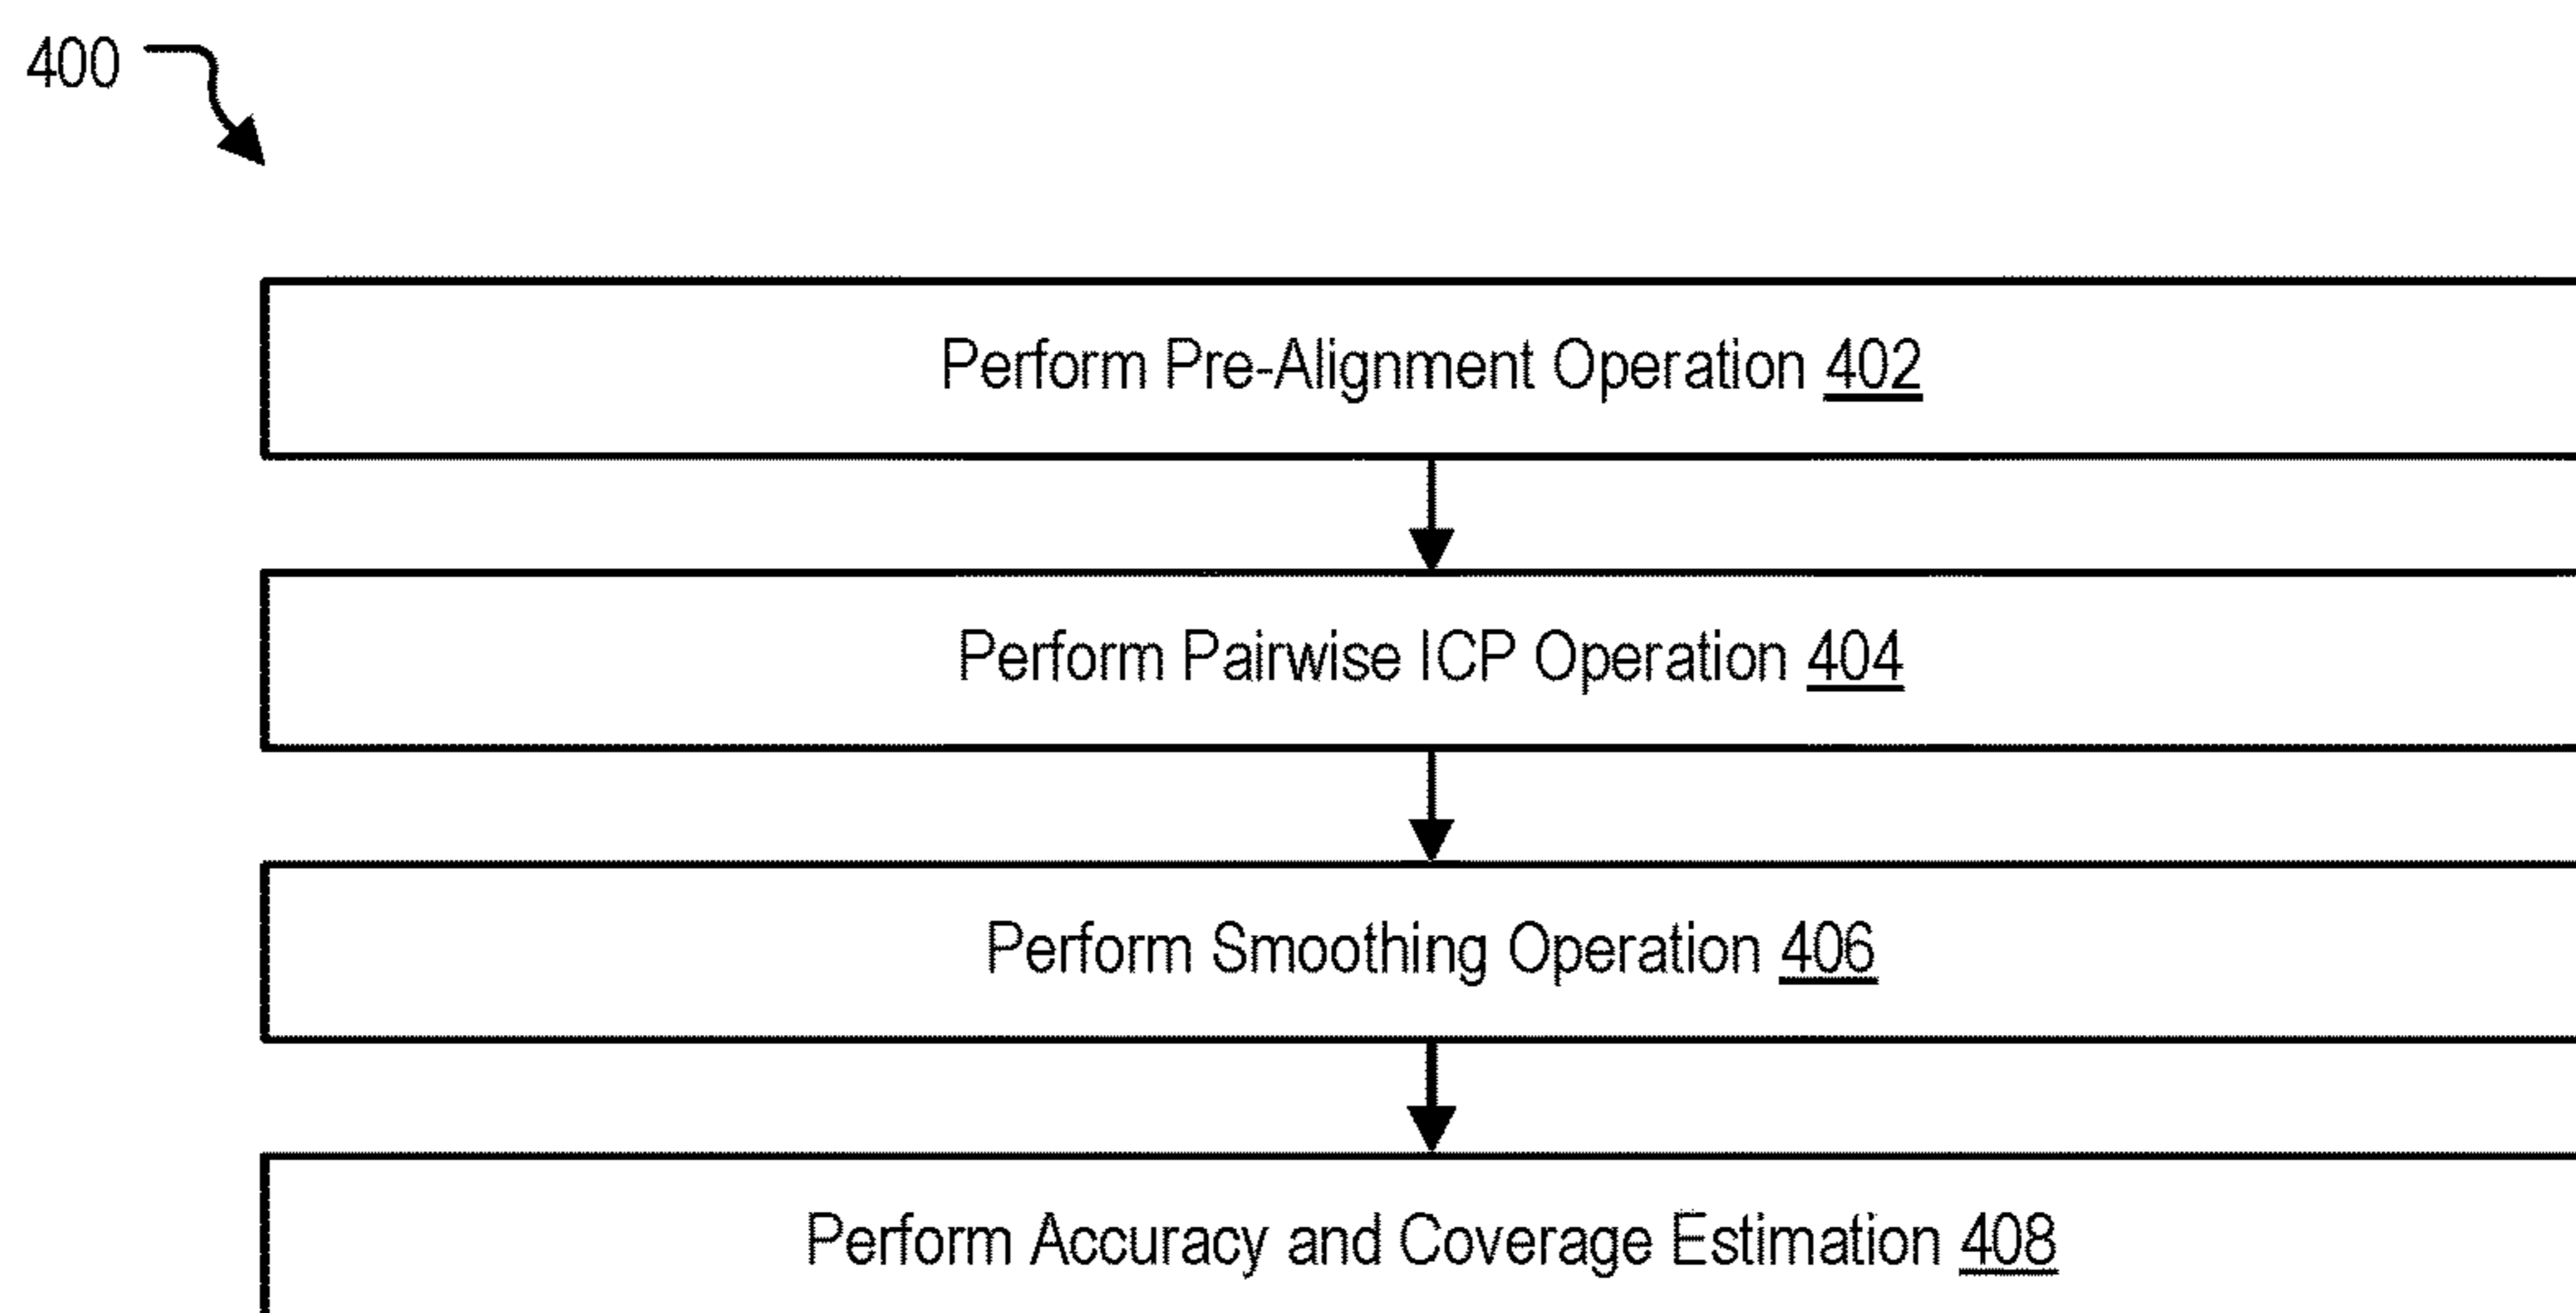 400
Perform Pre-Alignment Operation 402
Perform Pairwise ICP Operation 404
Perform Smoothing Operation 406
Perform Accuracy and Coverage Estimation 408